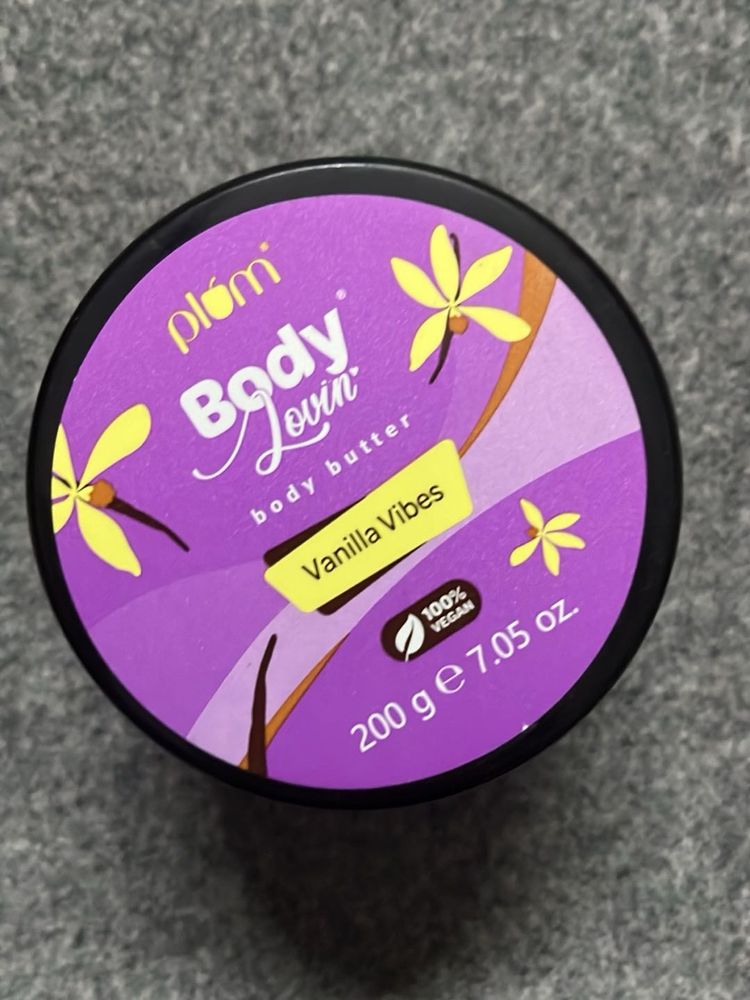 plum
Body®
Lovin'
body butter
Vanilla Vibes
100%
VEGAN
200 g ℮ 7.05 oz.